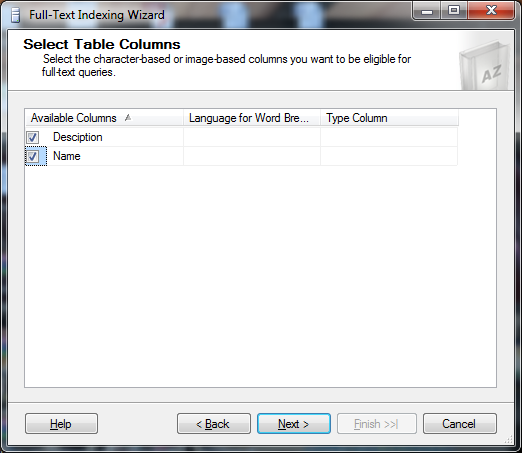 Full-Text Indexing Wizard
Select Table Columns
Select the character-based or image-based columns you want to be eligible for
full-text queries.
AZ
Available Columns Language for Word Bre... Type Column
Desciption
Name
Help < Back Next > Finish >>| Cancel